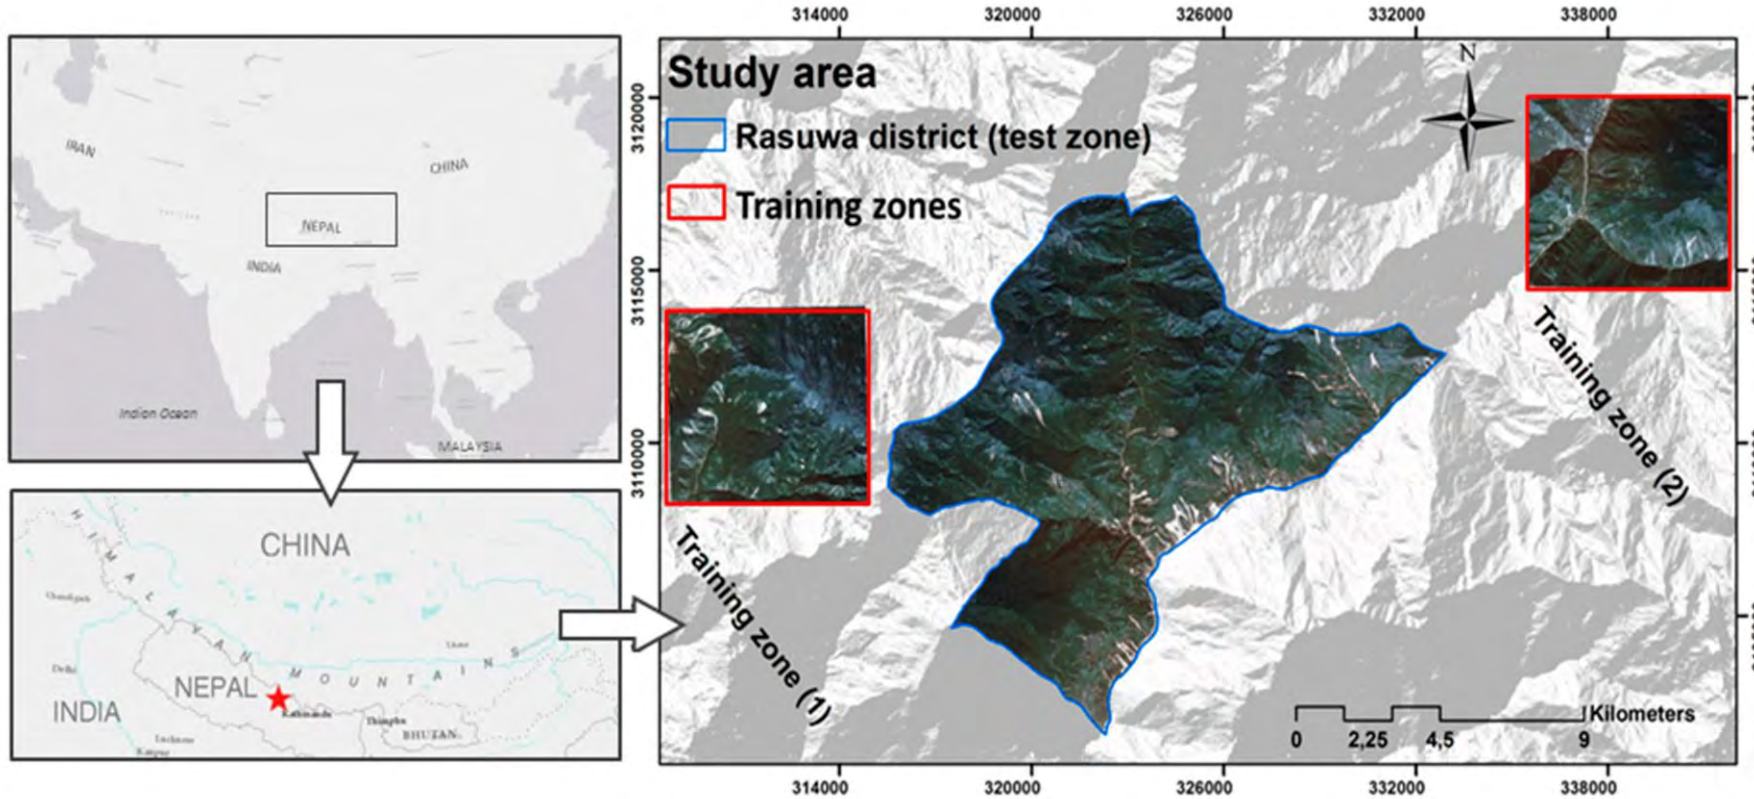 314000 320000 326000 332000 338000
Study area
Rasuwa district (test zone)
Training zones
N
3120000
3115000
3110000
Training zone (1)
Training zone (2)
Kilometers
0 2,25 4,5 9
314000 320000 326000 332000 338000
IRAN
CHINA
NEPAL
INDIA
Indian Ocean
MALAYSIA
CHINA
HIMALAYAN MOUNTAINS
Delhi
NEPAL
INDIA
Kathmandu
Thimphu
BHUTAN
Lucknow
Kanpur